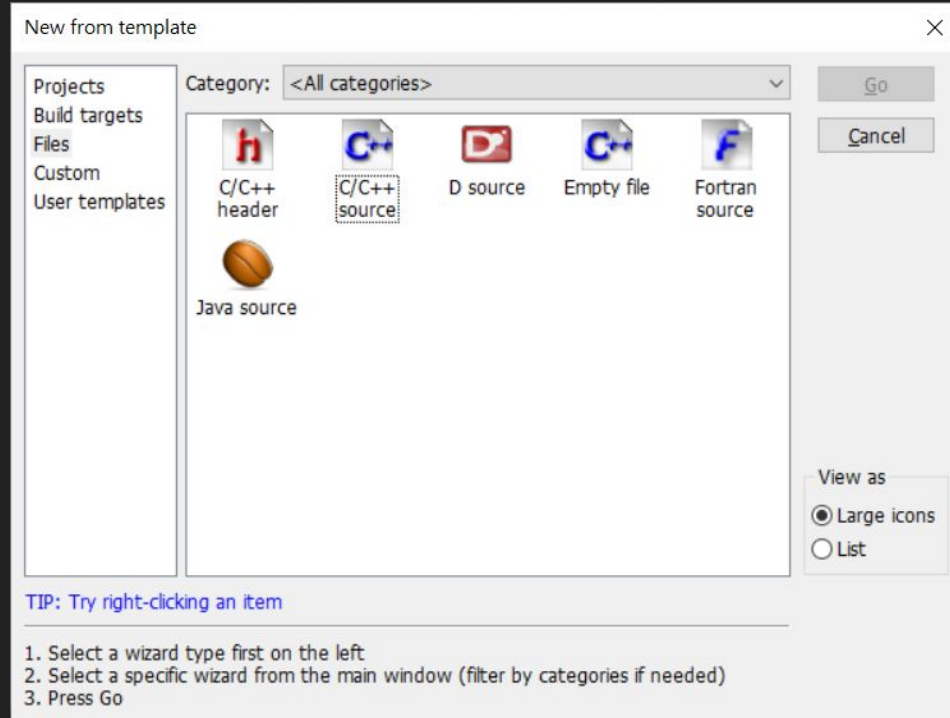 New from template
Projects
Build targets
Files
Custom
User templates
Category: <All categories>
Go
Cancel
h
C/C++
header
C++
C/C++
source
D
D source
C++
Empty file
F
Fortran
source
Java source
View as
Large icons
List
TIP: Try right-clicking an item
1. Select a wizard type first on the left
2. Select a specific wizard from the main window (filter by categories if needed)
3. Press Go